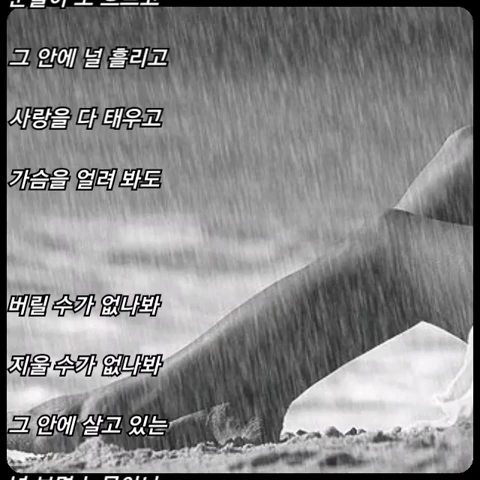 그 안에 널 흘리고
사랑을 다 태우고
가슴을 얼려 봐도
버릴 수가 없나봐
지울 수가 없나봐
그 안에 살고 있는